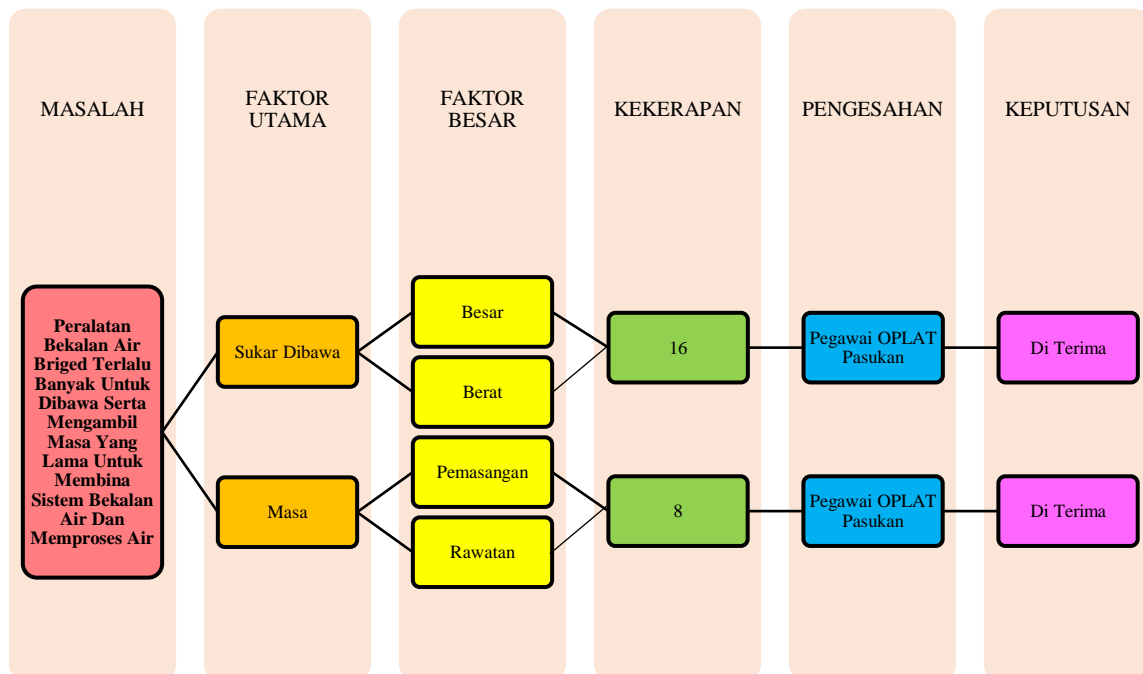 MASALAH
FAKTOR
UTAMA
FAKTOR
BESAR
KEKERAPAN
PENGESAHAN
KEPUTUSAN
Peralatan
Bekalan Air
Briged Terlalu
Banyak Untuk
Dibawa Serta
Mengambil
Masa Yang
Lama Untuk
Membina
Sistem Bekalan
Air Dan
Memproses Air
Sukar Dibawa
Besar
Berat
16
Pegawai OPLAT
Pasukan
Di Terima
Masa
Pemasangan
Rawatan
8
Pegawai OPLAT
Pasukan
Di Terima